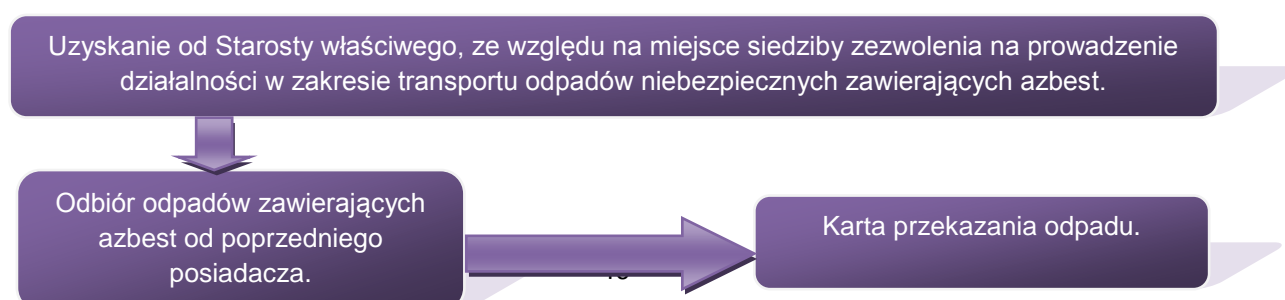 Uzyskanie od Starosty właściwego, ze względu na miejsce siedziby zezwolenia na prowadzenie
działalności w zakresie transportu odpadów niebezpiecznych zawierających azbest.
Odbiór odpadów zawierających
azbest od poprzedniego
posiadacza.
Karta przekazania odpadu.